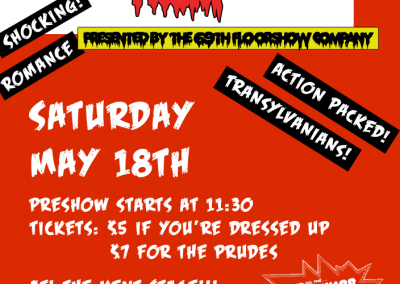 SHOCKING!
ROMANCE
PRESENTED BY THE 69TH FLOORSHOW COMPANY
ACTION PACKED!
TRANSYLVANIANS!
SATURDAY
MAY 18TH
PRESHOW STARTS AT 11:30
TICKETS: $5 IF YOU'RE DRESSED UP
$7 FOR THE PRUDES